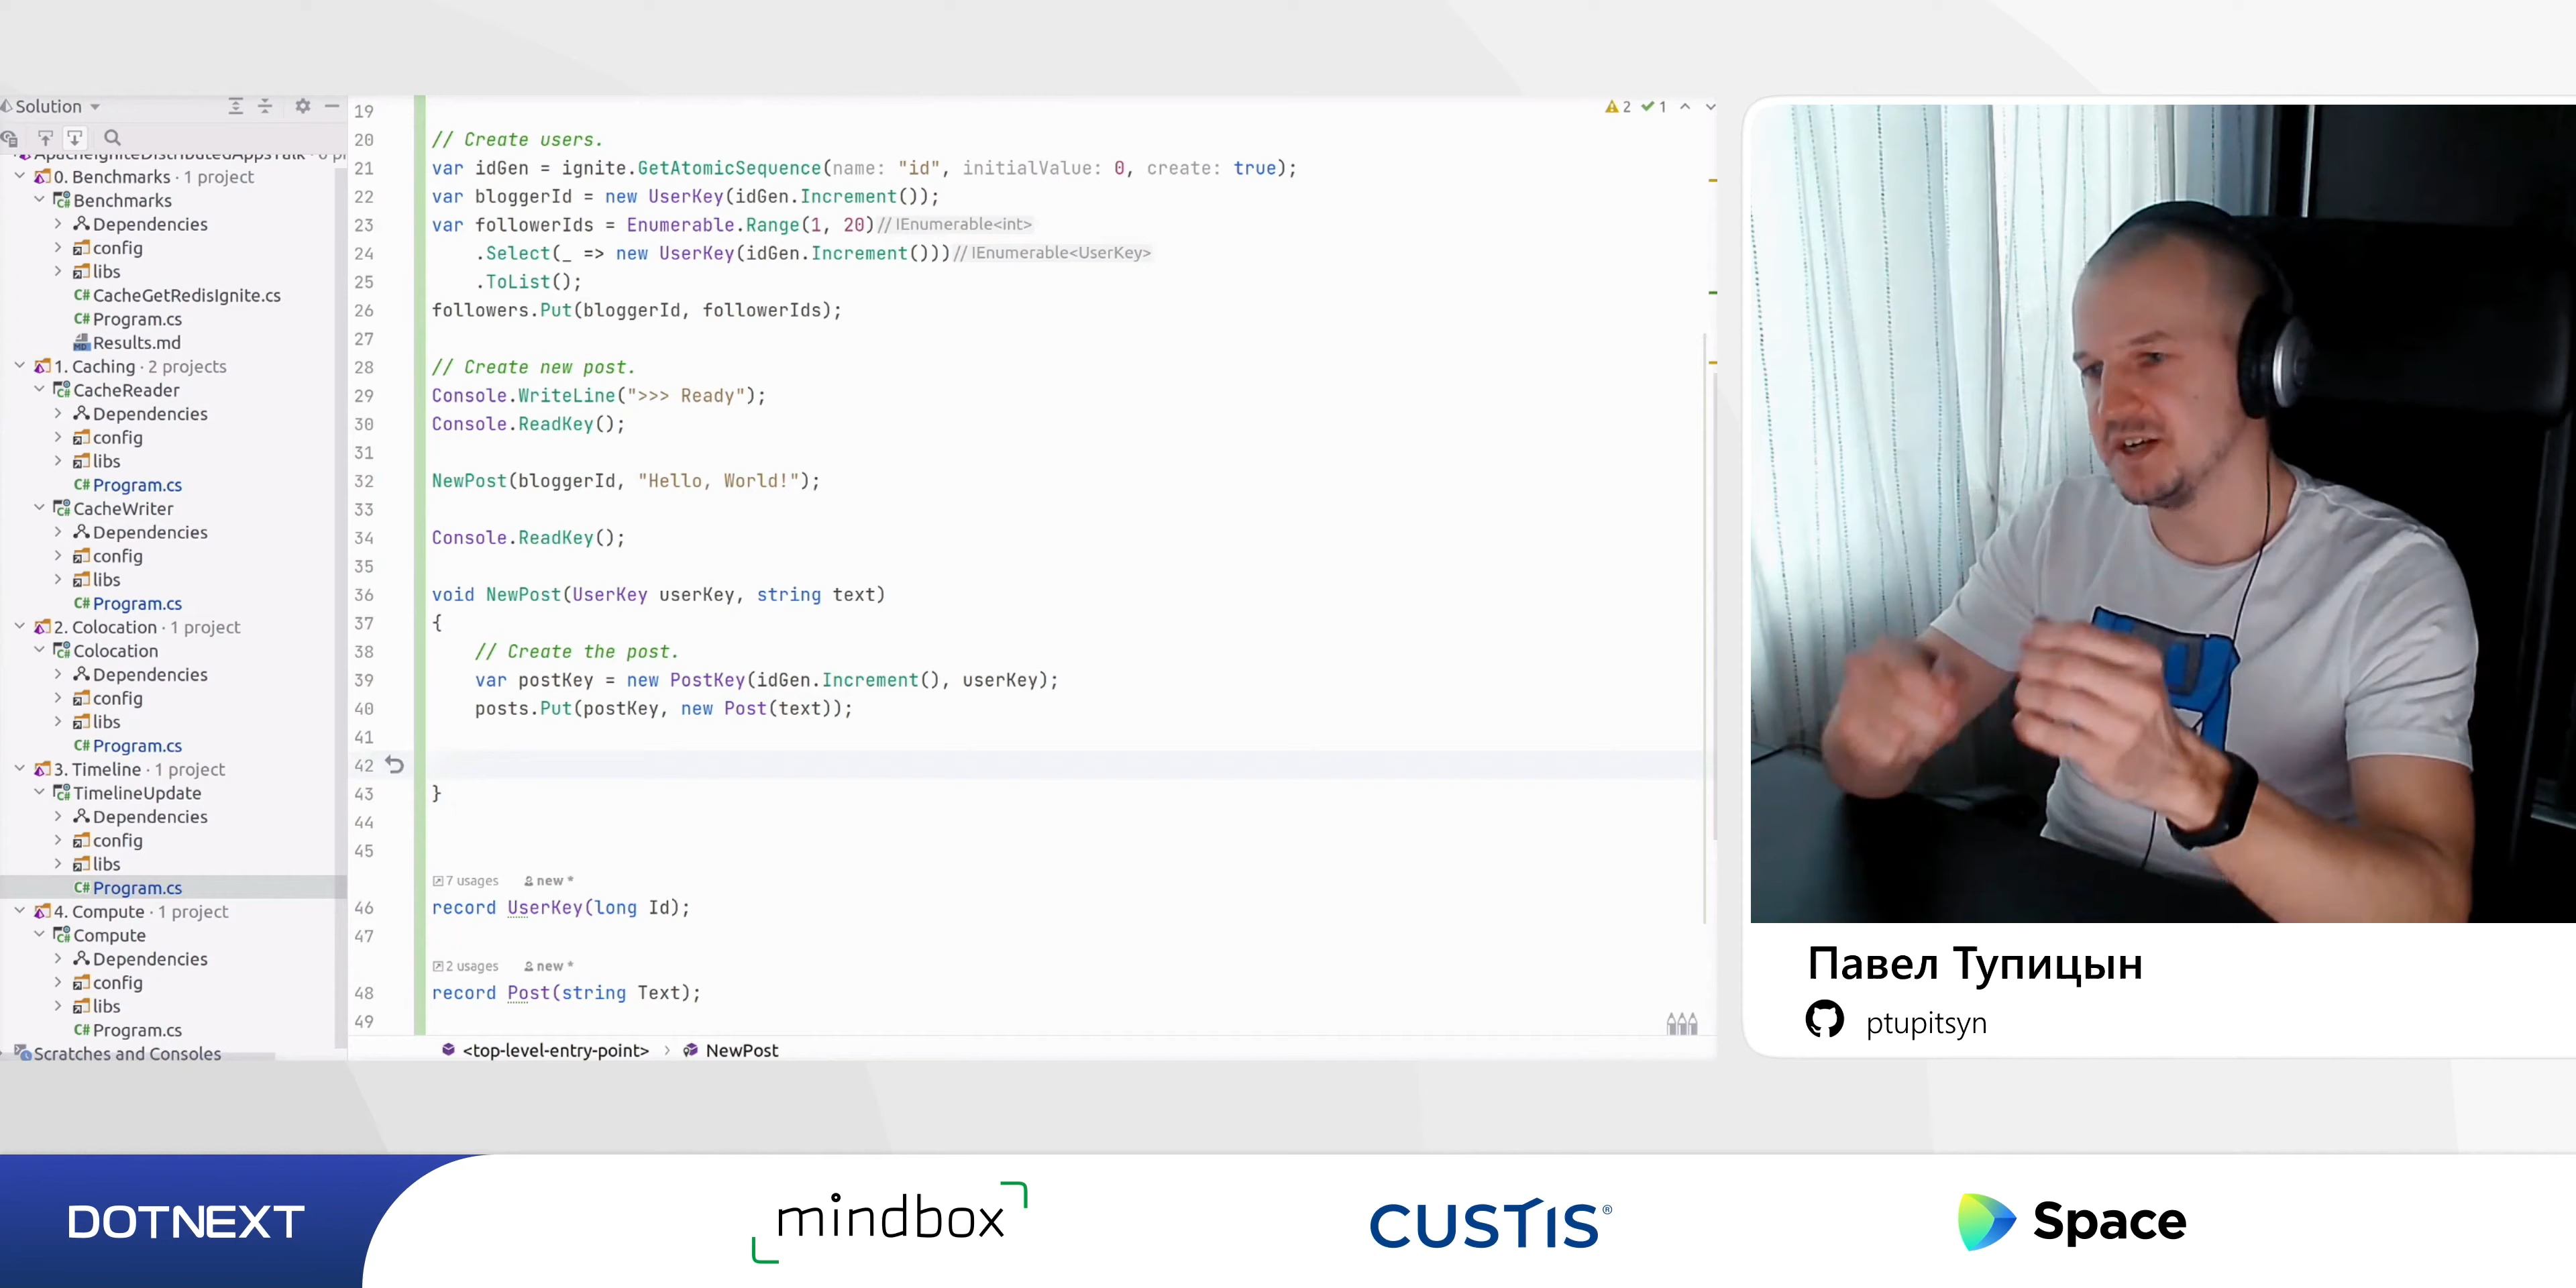 Solution
ApacheIgniteDistributedAppsTalk
0. Benchmarks · 1 project
Benchmarks
Dependencies
config
libs
C# CacheGetRedisIgnite.cs
C# Program.cs
Results.md
1. Caching · 2 projects
CacheReader
Dependencies
config
libs
C# Program.cs
CacheWriter
Dependencies
config
libs
C# Program.cs
2. Colocation · 1 project
Colocation
Dependencies
config
libs
C# Program.cs
3. Timeline · 1 project
TimelineUpdate
Dependencies
config
libs
C# Program.cs
4. Compute · 1 project
Compute
Dependencies
config
libs
C# Program.cs
Scratches and Consoles
2 1
19
20 // Create users.
21 var idGen = ignite.GetAtomicSequence(name: "id", initialValue: 0, create: true);
22 var bloggerId = new UserKey(idGen.Increment());
23 var followerIds = Enumerable.Range(1, 20) // IEnumerable<int>
24 .Select(_ => new UserKey(idGen.Increment())) // IEnumerable<UserKey>
25 .ToList();
26 followers.Put(bloggerId, followerIds);
27
28 // Create new post.
29 Console.WriteLine(">>> Ready");
30 Console.ReadKey();
31
32 NewPost(bloggerId, "Hello, World!");
33
34 Console.ReadKey();
35
36 void NewPost(UserKey userKey, string text)
37 {
38 // Create the post.
39 var postKey = new PostKey(idGen.Increment(), userKey);
40 posts.Put(postKey, new Post(text));
41
42
43 }
44
45
7 usages new *
46 record UserKey(long Id);
47
2 usages new *
48 record Post(string Text);
49
<top-level-entry-point> › NewPost
Павел Тупицын
ptupitsyn
DOTNEXT
mindbox
CUSTIS®
Space